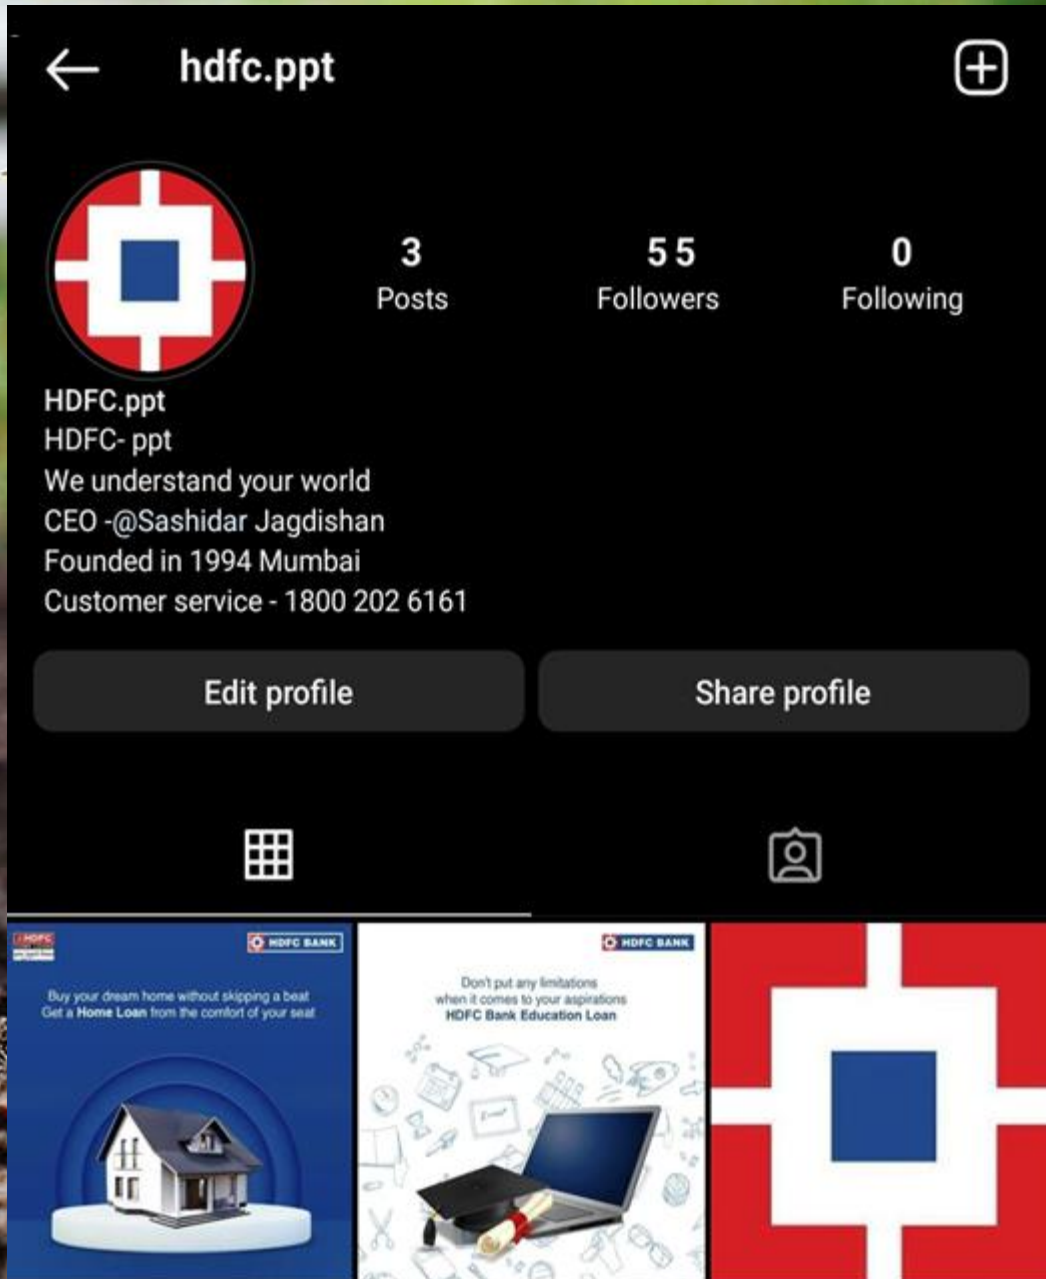 hdfc.ppt
3
55
0
Posts
Followers
Following
HDFC.ppt
HDFC- ppt
We understand your world
CEO -@Sashidar Jagdishan
Founded in 1994 Mumbai
Customer service - 1800 202 6161
Edit profile
Share profile
HDFC
HDFC BANK
Buy your dream home without skipping a beat
Get a Home Loan from the comfort of your seat
HDFC BANK
Don't put any limitations
when it comes to your aspirations
HDFC Bank Education Loan